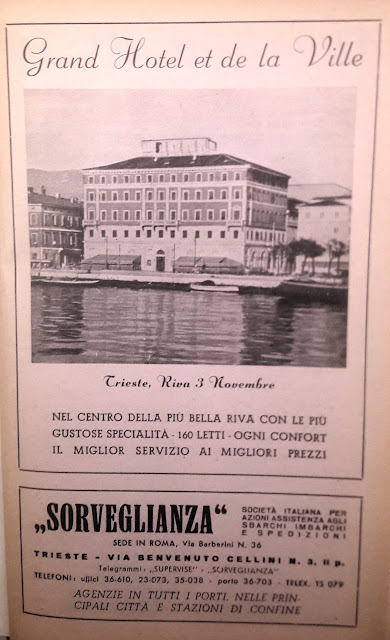 Grand Hotel et de la Ville
Trieste, Riva 3 Novembre
NEL CENTRO DELLA PIÙ BELLA RIVA CON LE PIÙ
GUSTOSE SPECIALITÀ - 160 LETTI - OGNI CONFORT
IL MIGLIOR SERVIZIO AI MIGLIORI PREZZI
„SORVEGLIANZA“
SOCIETÀ ITALIANA PER
AZIONI ASSISTENZA AGLI
SBARCHI IMBARCHI
E SPEDIZIONI
SEDE IN ROMA, Via Barberini N. 36
TRIESTE - VIA BENVENUTO CELLINI N. 3, II p.
Telegrammi: „SUPERVISE“ - „SORVEGLIANZA“
TELEFONI: uffici 36-610, 23-073, 35-038 - porto 36-703 - TELEX. TS 079
AGENZIE IN TUTTI I PORTI, NELLE PRIN-
CIPALI CITTÀ E STAZIONI DI CONFINE